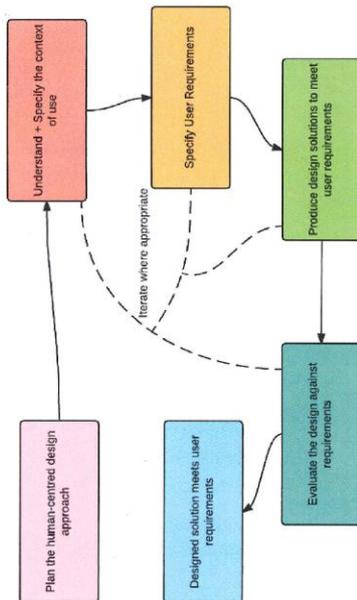 Plan the human-centred design
approach
Understand + Specify the context
of use
Specify User Requirements
Iterate where appropriate
Produce design solutions to meet
user requirements
Evaluate the design against
requirements
Designed solution meets user
requirements